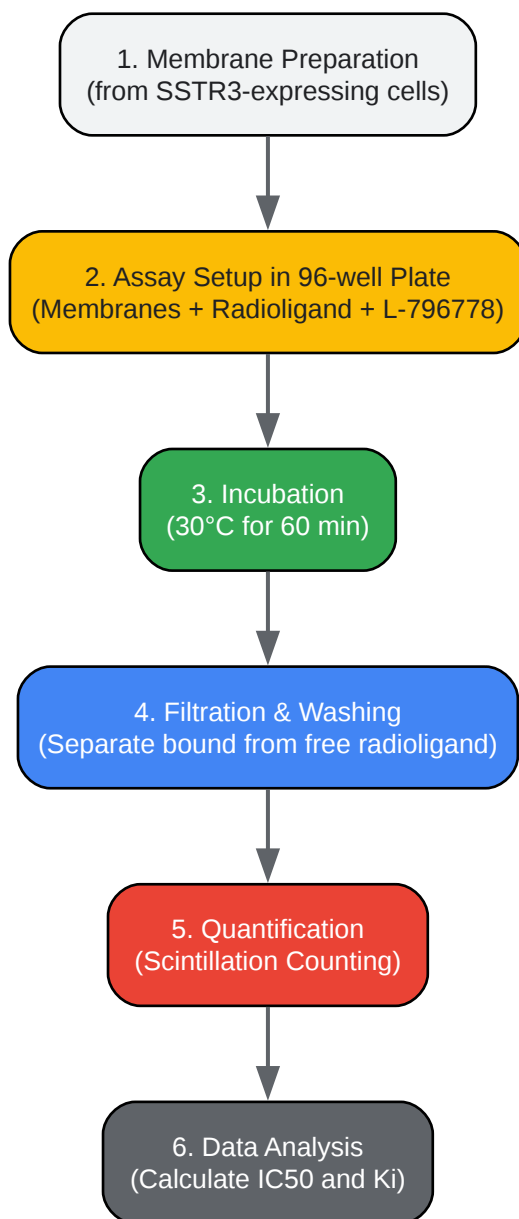 1. Membrane Preparation
(from SSTR3-expressing cells)
2. Assay Setup in 96-well Plate
(Membranes + Radioligand + L-796778)
3. Incubation
(30°C for 60 min)
4. Filtration & Washing
(Separate bound from free radioligand)
5. Quantification
(Scintillation Counting)
6. Data Analysis
(Calculate IC50 and Ki)